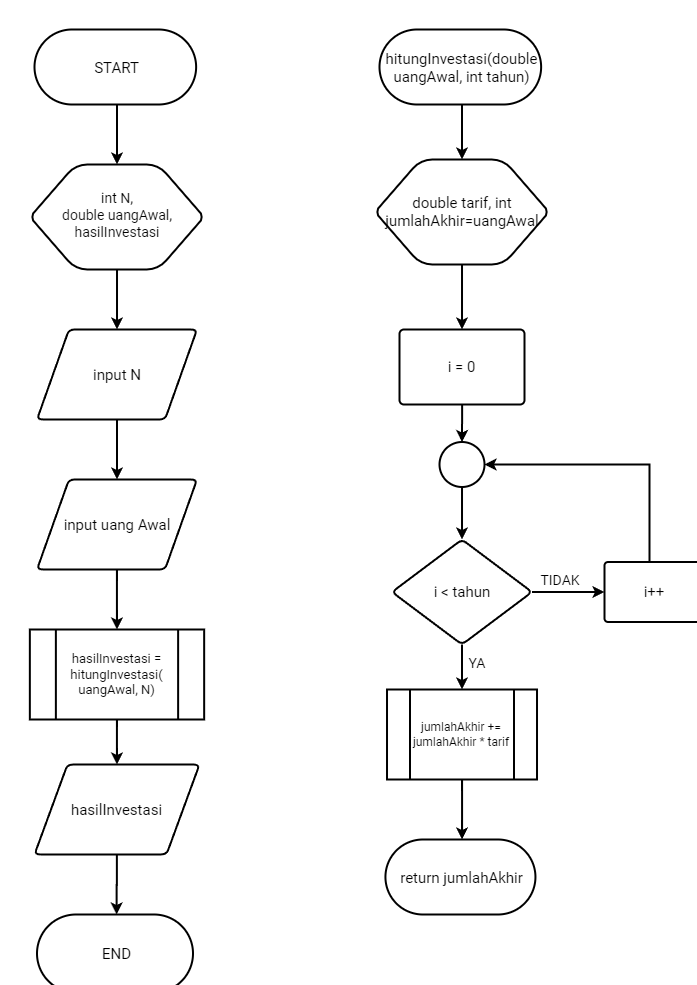 START
int N,
double uangAwal,
hasilInvestasi
input N
input uang Awal
hasilInvestasi =
hitungInvestasi(
uangAwal, N)
hasilInvestasi
END
hitungInvestasi(double
uangAwal, int tahun)
double tarif, int
jumlahAkhir=uangAwal
i = 0
i < tahun
TIDAK
i++
YA
jumlahAkhir +=
jumlahAkhir * tarif
return jumlahAkhir